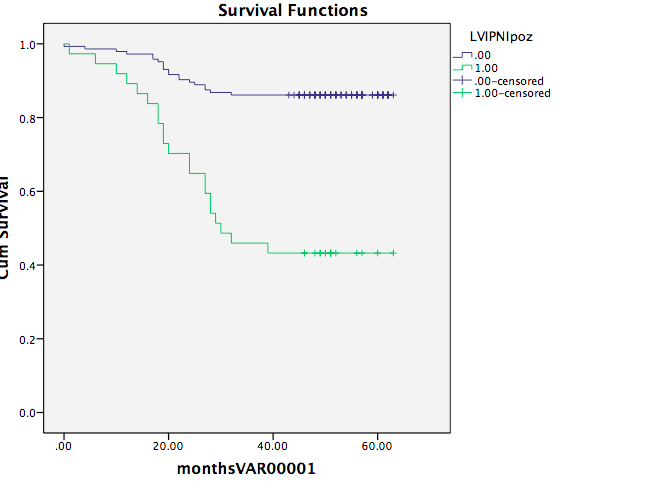 Survival Functions
LVIPNIpoz
.00
1.00
.00-censored
1.00-censored
1.0
0.8
0.6
0.4
0.2
0.0
Cum Survival
.00 20.00 40.00 60.00
monthsVAR00001